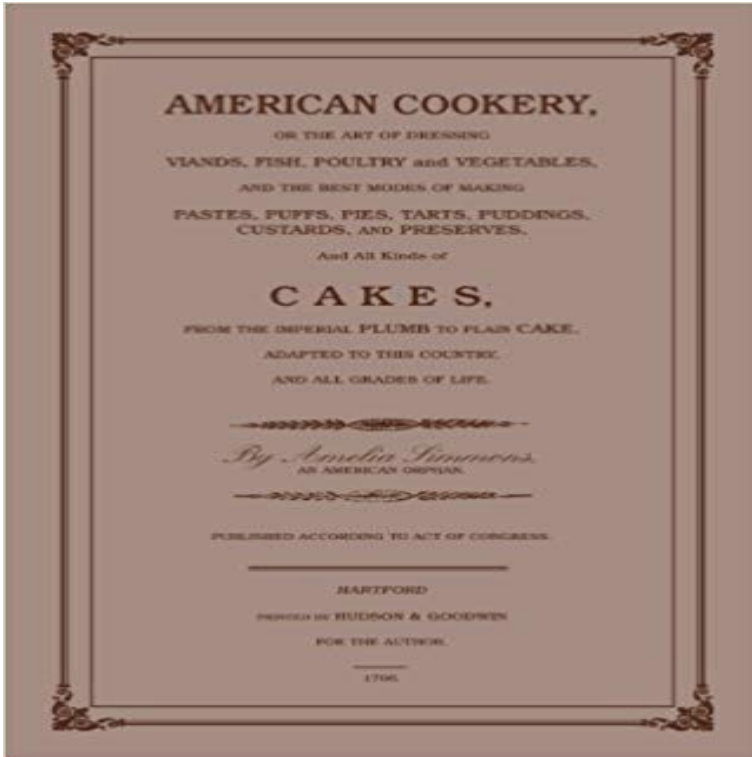 AMERICAN COOKERY,
OR THE ART OF DRESSING
VIANDS, FISH, POULTRY and VEGETABLES,
AND THE BEST MODES OF MAKING
PASTES, PUFFS, PIES, TARTS, PUDDINGS,
CUSTARDS, AND PRESERVES,
And All Kinds of
CAKES,
FROM THE IMPERIAL PLUMB TO PLAIN CAKE.
ADAPTED TO THIS COUNTRY,
AND ALL GRADES OF LIFE.
By Amelia Simmons,
AN AMERICAN ORPHAN.
PUBLISHED ACCORDING TO ACT OF CONGRESS.
HARTFORD
PRINTED BY HUDSON & GOODWIN
FOR THE AUTHOR.
1796.